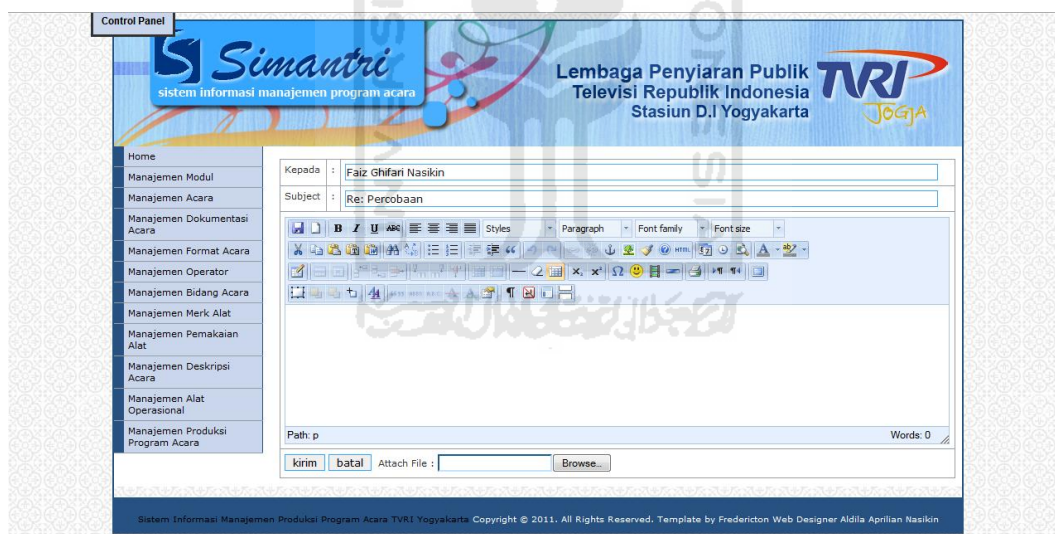 Control Panel
Simantri
sistem informasi manajemen program acara
Lembaga Penyiaran Publik
Televisi Republik Indonesia
Stasiun D.I Yogyakarta
TVRI
JOGJA
Home
Manajemen Modul
Manajemen Acara
Manajemen Dokumentasi
Acara
Manajemen Format Acara
Manajemen Operator
Manajemen Bidang Acara
Manajemen Merk Alat
Manajemen Pemakaian
Alat
Manajemen Deskripsi
Acara
Manajemen Alat
Operasional
Manajemen Produksi
Program Acara
Kepada : Faiz Ghifari Nasikin
Subject : Re: Percobaan
B I U ABC Styles Paragraph Font family Font size
HTML A ab
Path: p Words: 0
kirim batal Attach File : Browse...
Sistem Informasi Manajemen Produksi Program Acara TVRI Yogyakarta Copyright © 2011. All Rights Reserved. Template by Fredericton Web Designer Aldila Aprilian Nasikin